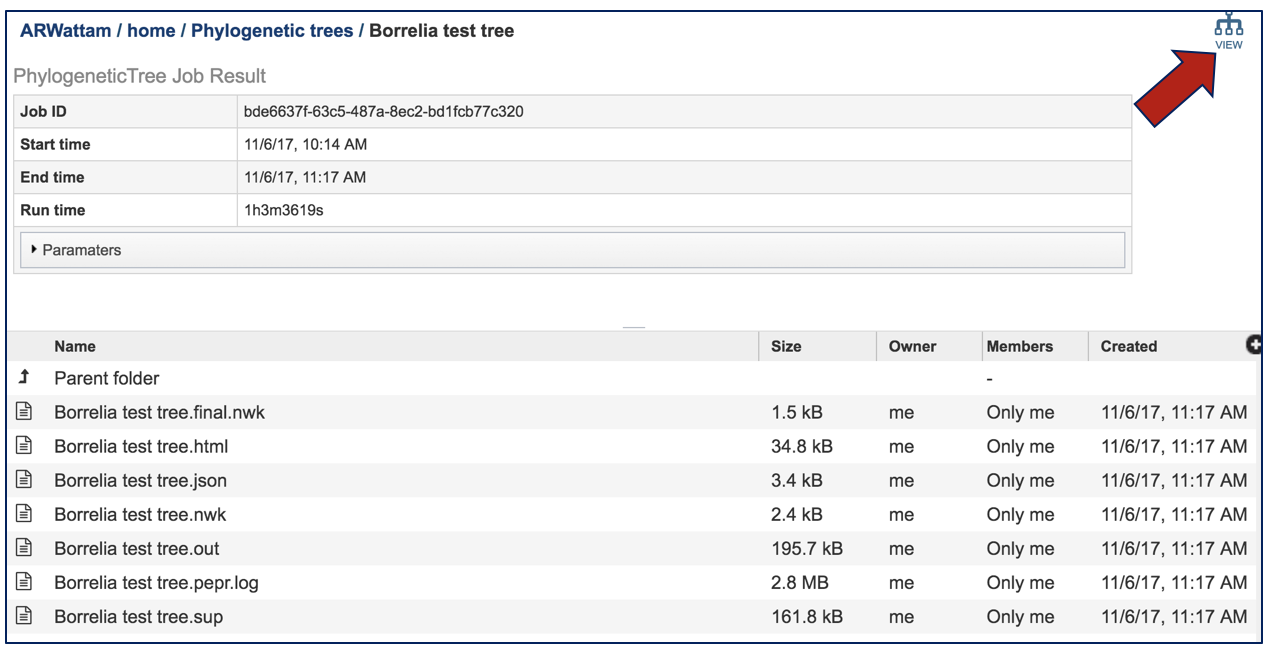 ARWattam / home / Phylogenetic trees / Borrelia test tree
VIEW
PhylogeneticTree Job Result
Job ID bde6637f-63c5-487a-8ec2-bd1fcb77c320
Start time 11/6/17, 10:14 AM
End time 11/6/17, 11:17 AM
Run time 1h3m3619s
Paramaters
Name Size Owner Members Created
Parent folder -
Borrelia test tree.final.nwk 1.5 kB me Only me 11/6/17, 11:17 AM
Borrelia test tree.html 34.8 kB me Only me 11/6/17, 11:17 AM
Borrelia test tree.json 3.4 kB me Only me 11/6/17, 11:17 AM
Borrelia test tree.nwk 2.4 kB me Only me 11/6/17, 11:17 AM
Borrelia test tree.out 195.7 kB me Only me 11/6/17, 11:17 AM
Borrelia test tree.pepr.log 2.8 MB me Only me 11/6/17, 11:17 AM
Borrelia test tree.sup 161.8 kB me Only me 11/6/17, 11:17 AM